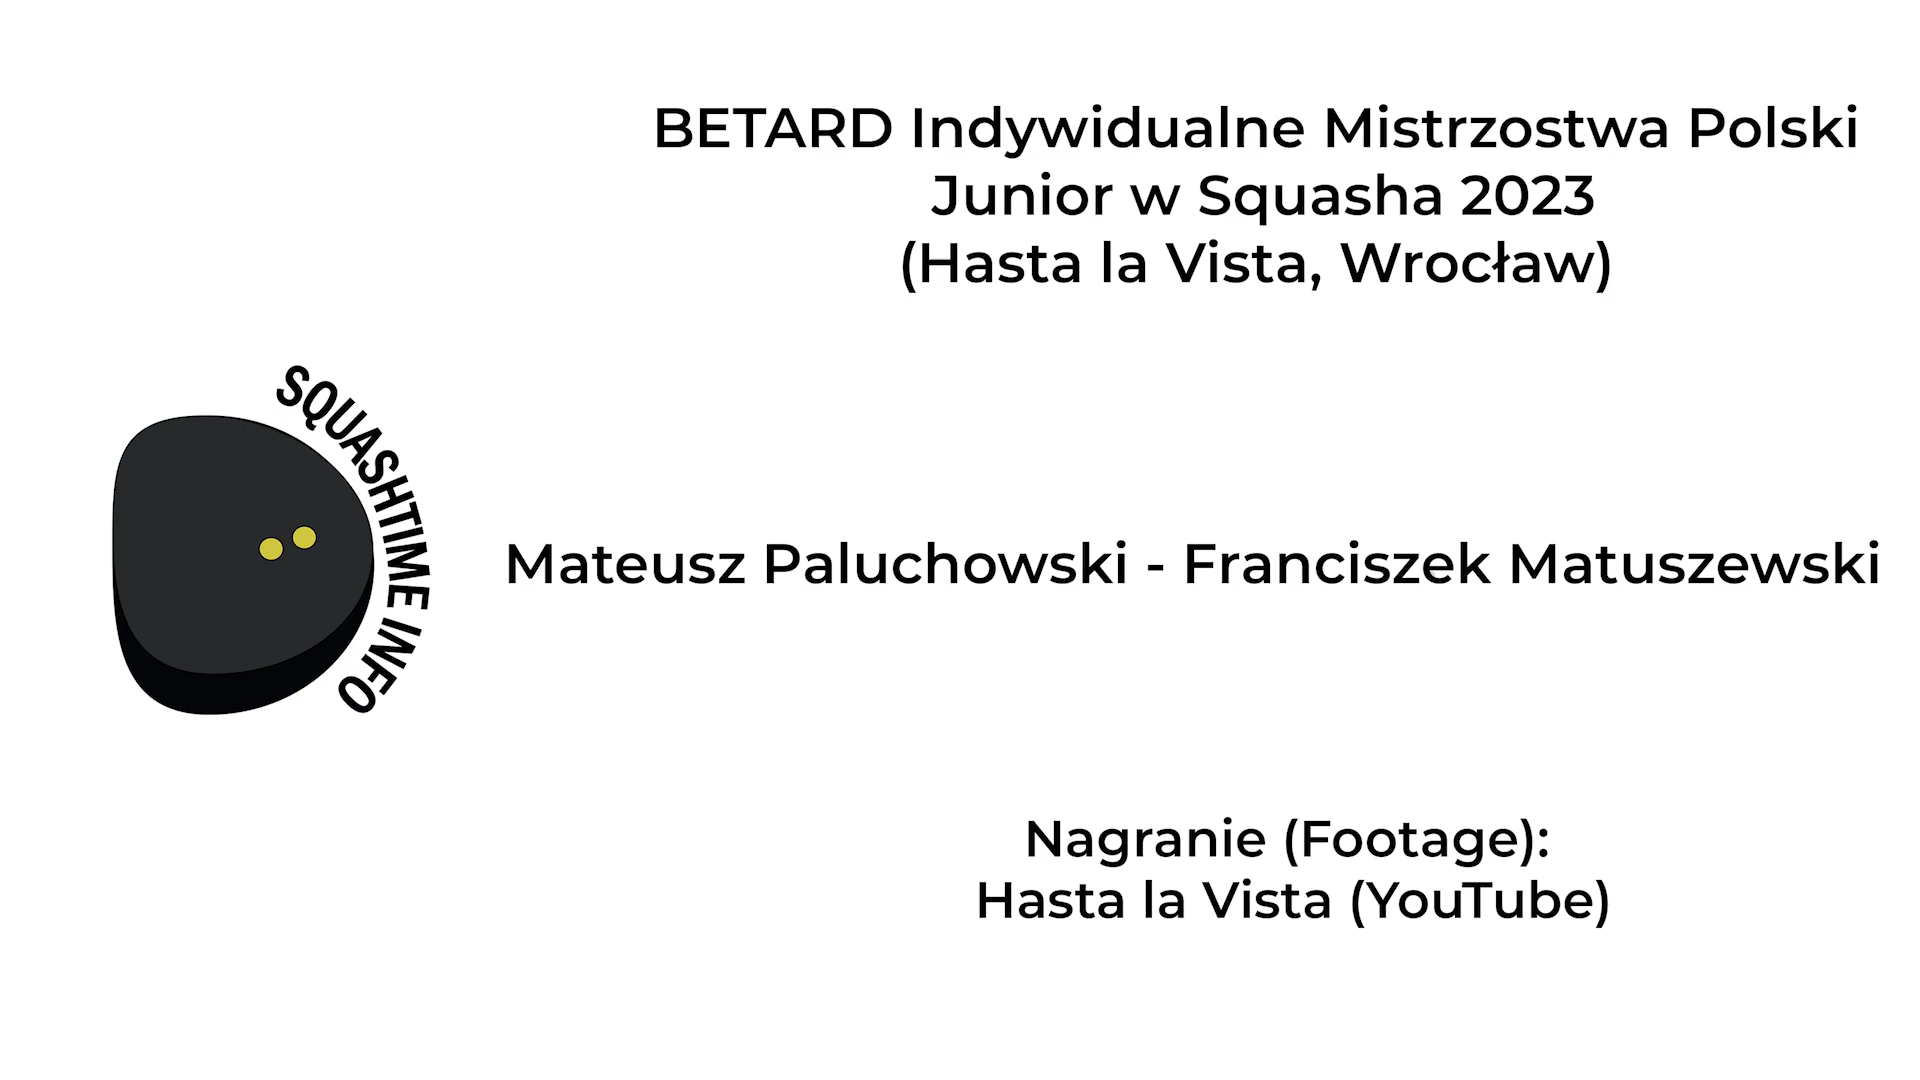 BETARD Indywidualne Mistrzostwa Polski
Junior w Squasha 2023
(Hasta la Vista, Wrocław)
SQUASHTIME INFO
Mateusz Paluchowski - Franciszek Matuszewski
Nagranie (Footage):
Hasta la Vista (YouTube)